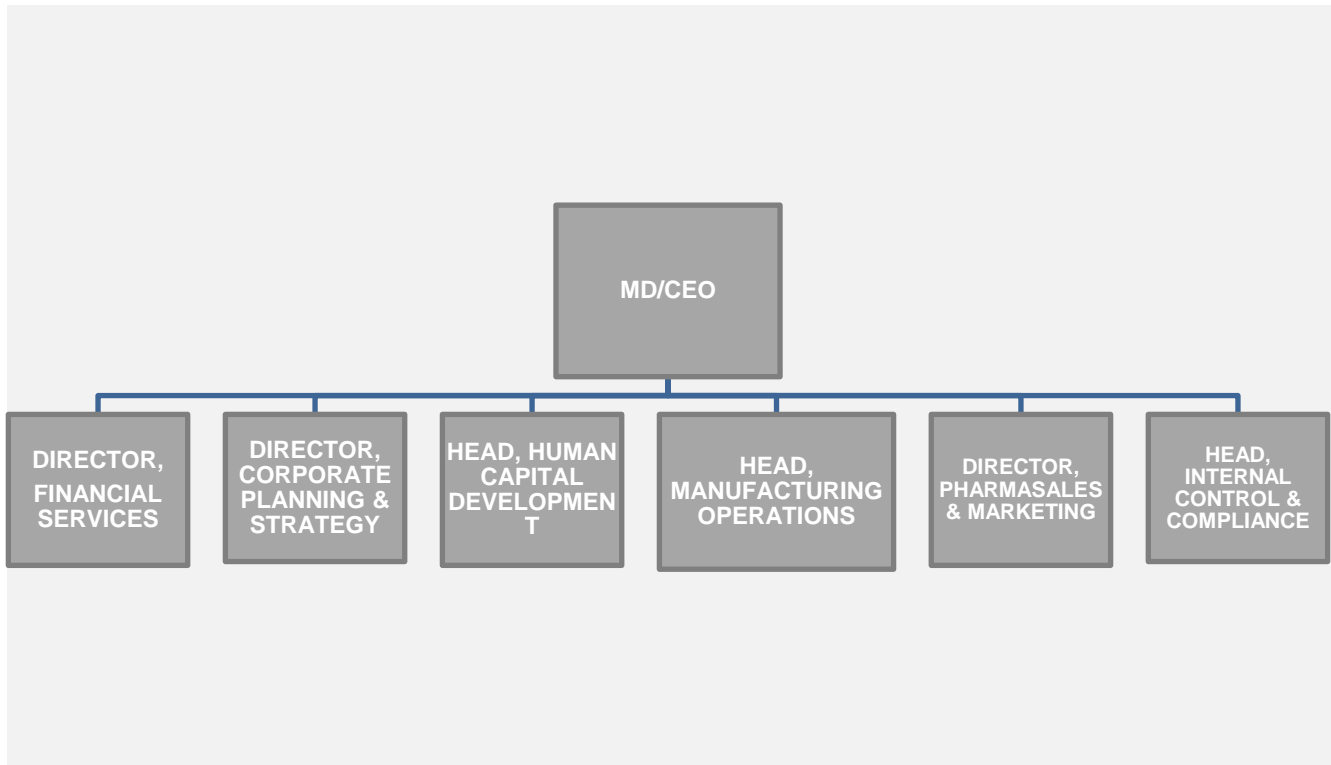 MD/CEO
DIRECTOR,
FINANCIAL
SERVICES
DIRECTOR,
CORPORATE
PLANNING &
STRATEGY
HEAD, HUMAN
CAPITAL
DEVELOPMEN
T
HEAD,
MANUFACTURING
OPERATIONS
DIRECTOR,
PHARMASALES
& MARKETING
HEAD,
INTERNAL
CONTROL &
COMPLIANCE